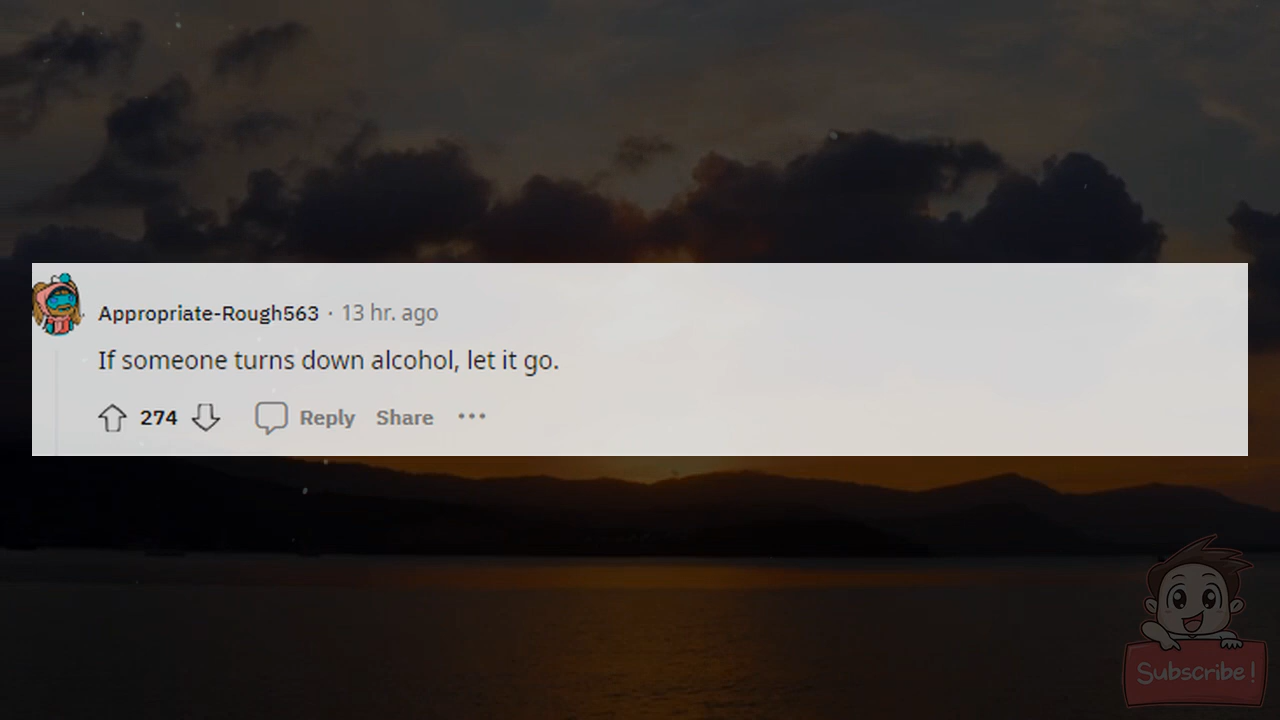 Appropriate-Rough563 · 13 hr. ago
If someone turns down alcohol, let it go.
274 Reply Share ...
Subscribe!